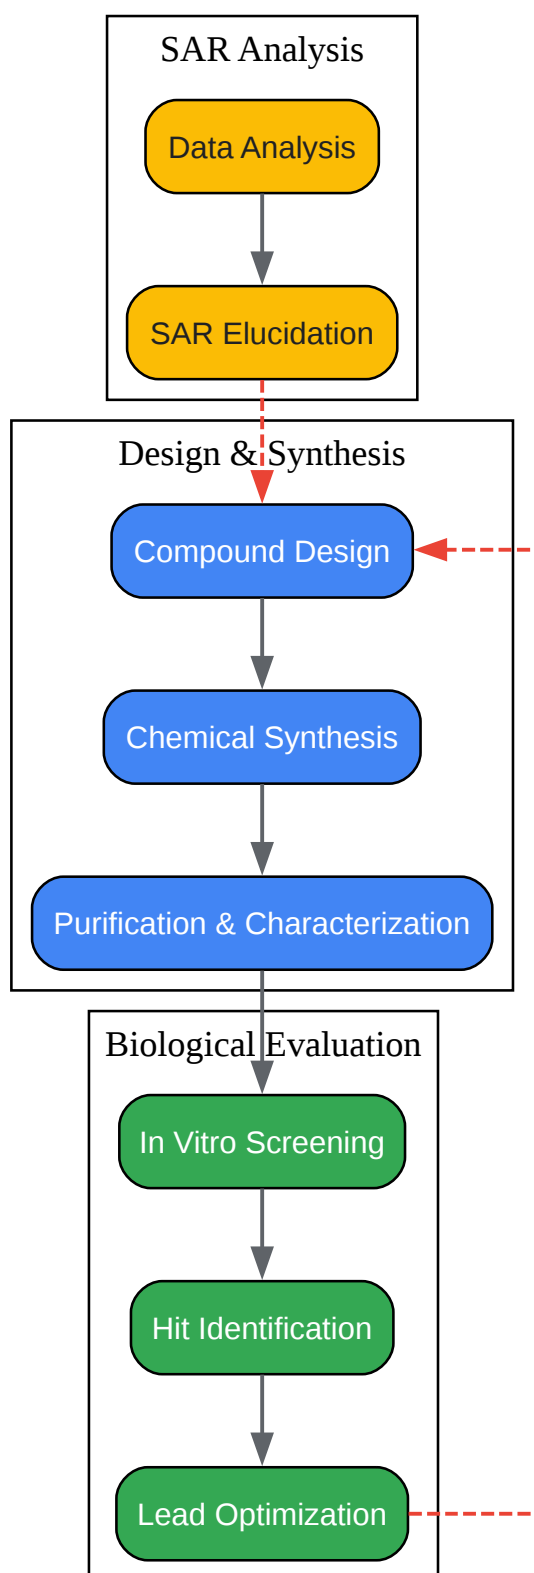 SAR Analysis
Data Analysis
SAR Elucidation
Design & Synthesis
Compound Design
Chemical Synthesis
Purification & Characterization
Biological Evaluation
In Vitro Screening
Hit Identification
Lead Optimization